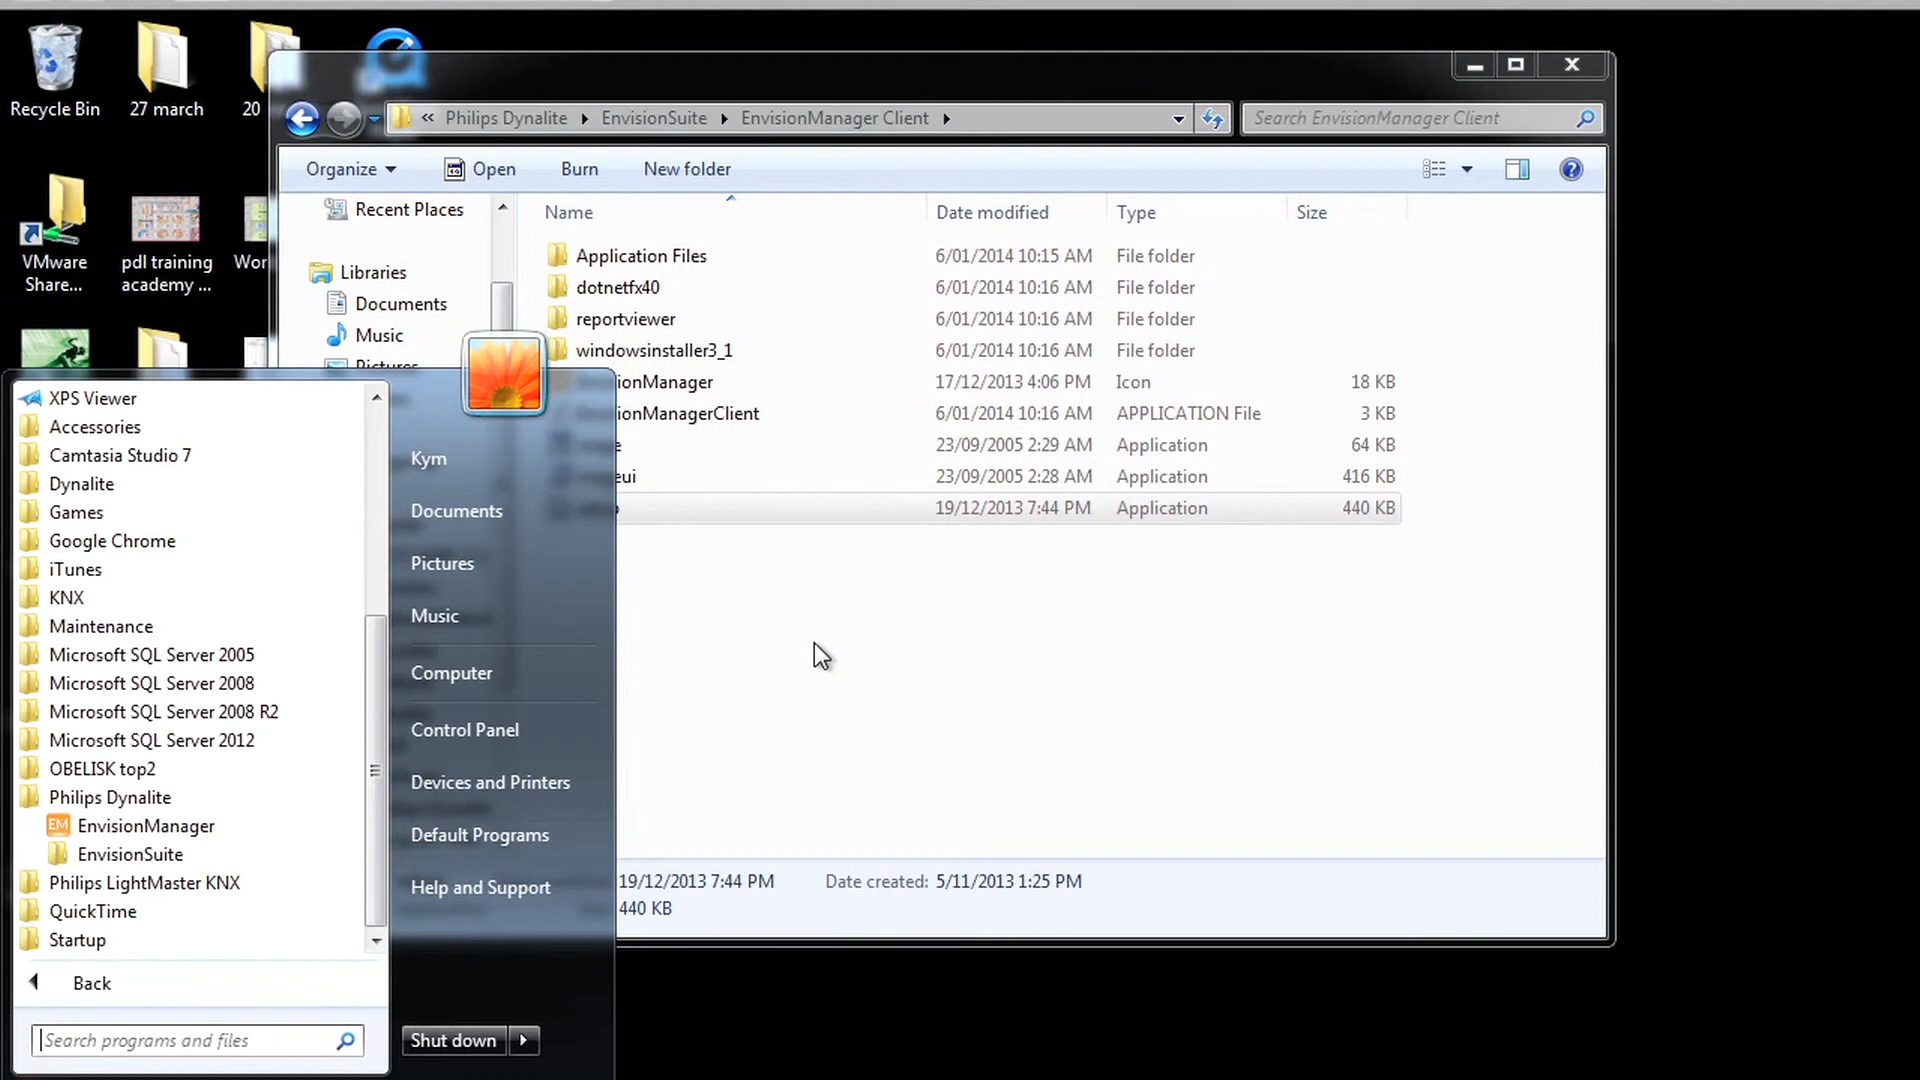 Recycle Bin
27 march
20
VMware
Share...
pdl training
academy ...
Wor
« Philips Dynalite EnvisionSuite EnvisionManager Client
Search EnvisionManager Client
Organize Open Burn New folder
Recent Places
Libraries
Documents
Music
Pictures
Name Date modified Type Size
Application Files 6/01/2014 10:15 AM File folder
dotnetfx40 6/01/2014 10:16 AM File folder
reportviewer 6/01/2014 10:16 AM File folder
windowsinstaller3_1 6/01/2014 10:16 AM File folder
ionManager 17/12/2013 4:06 PM Icon 18 KB
ionManagerClient 6/01/2014 10:16 AM APPLICATION File 3 KB
e 23/09/2005 2:29 AM Application 64 KB
eui 23/09/2005 2:28 AM Application 416 KB
19/12/2013 7:44 PM Application 440 KB
19/12/2013 7:44 PM Date created: 5/11/2013 1:25 PM
440 KB
XPS Viewer
Accessories
Camtasia Studio 7
Dynalite
Games
Google Chrome
iTunes
KNX
Maintenance
Microsoft SQL Server 2005
Microsoft SQL Server 2008
Microsoft SQL Server 2008 R2
Microsoft SQL Server 2012
OBELISK top2
Philips Dynalite
EM EnvisionManager
EnvisionSuite
Philips LightMaster KNX
QuickTime
Startup
Back
Search programs and files
Kym
Documents
Pictures
Music
Computer
Control Panel
Devices and Printers
Default Programs
Help and Support
Shut down